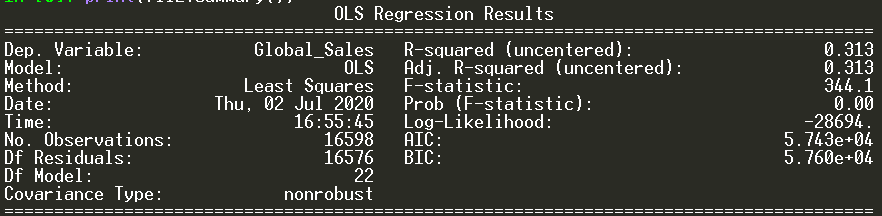 print(fit2.summary())
OLS Regression Results
==============================================================================
Dep. Variable: Global_Sales R-squared (uncentered): 0.313
Model: OLS Adj. R-squared (uncentered): 0.313
Method: Least Squares F-statistic: 344.1
Date: Thu, 02 Jul 2020 Prob (F-statistic): 0.00
Time: 16:55:45 Log-Likelihood: -28694.
No. Observations: 16598 AIC: 5.743e+04
Df Residuals: 16576 BIC: 5.760e+04
Df Model: 22
Covariance Type: nonrobust
==============================================================================